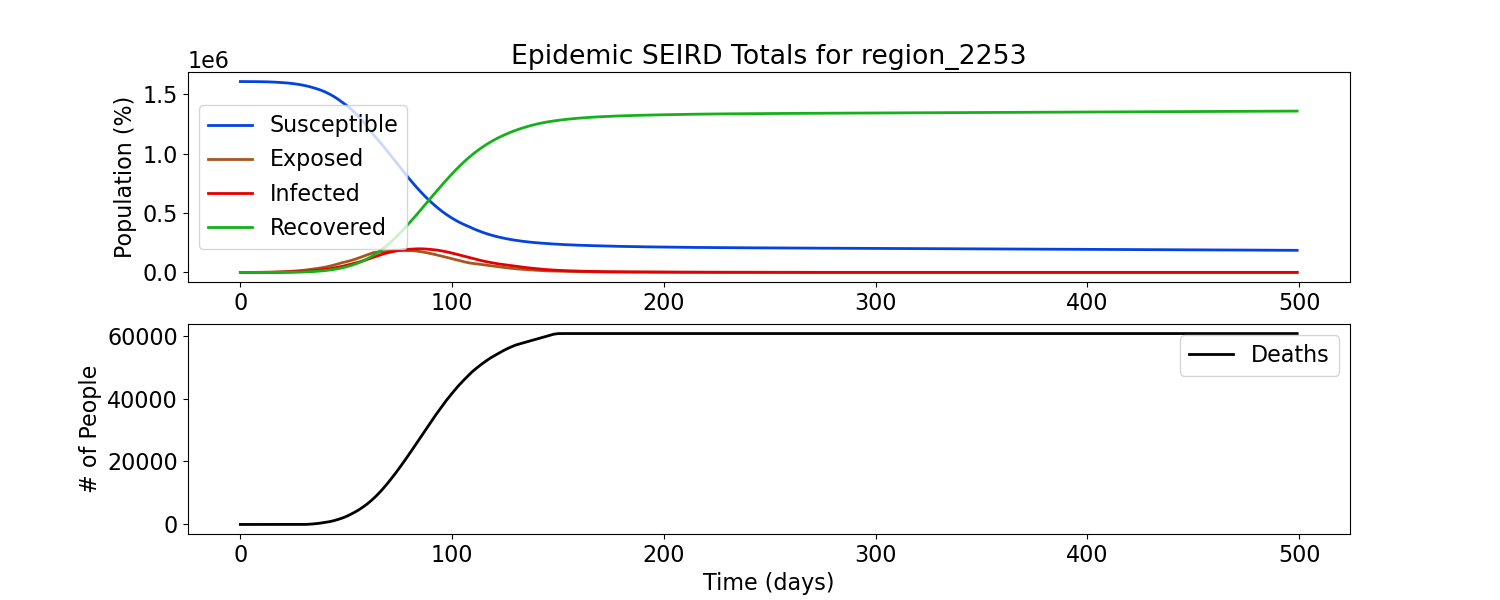 Epidemic SEIRD Totals for region_2253
1e6
Population (%)
1.5
1.0
0.5
0.0
Susceptible
Exposed
Infected
Recovered
0 100 200 300 400 500
# of People
60000
40000
20000
0
Deaths
0 100 200 300 400 500
Time (days)